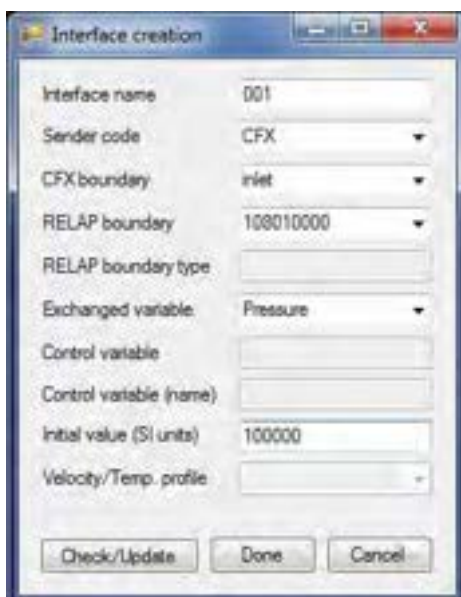 Interface creation
Interface name 001
Sender code CFX
CFX boundary inlet
RELAP boundary 108010000
RELAP boundary type
Exchanged variable Pressure
Control variable
Control variable (name)
Initial value (SI units) 100000
Velocity/Temp. profile
Check/Update Done Cancel